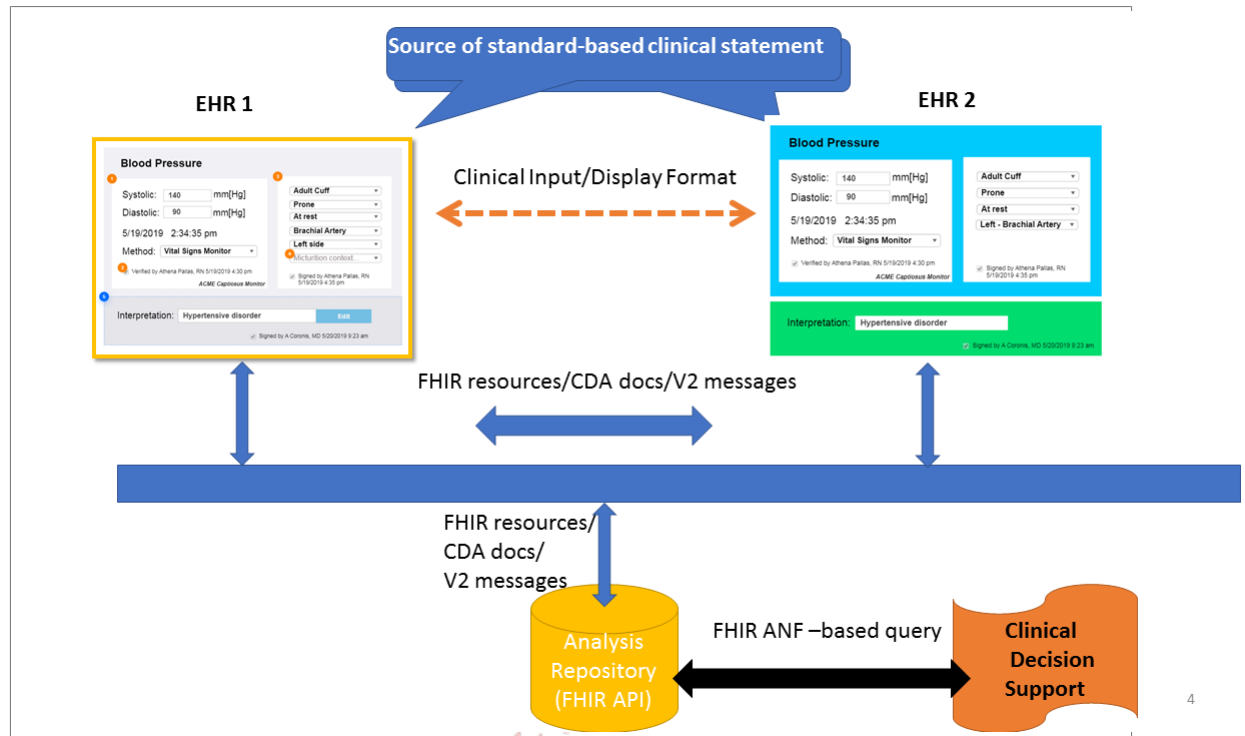 Source of standard-based clinical statement
EHR 1
EHR 2
Blood Pressure
1
3
Systolic: 140 mm[Hg]
Diastolic: 90 mm[Hg]
5/19/2019 2:34:35 pm
Method: Vital Signs Monitor
2
Verified by Athena Pallas, RN 5/19/2019 4:30 pm
ACME Captiosus Monitor
Adult Cuff
Prone
At rest
Brachial Artery
Left side
4
Micturition context
Signed by Athena Pallas, RN
5/19/2019 4:35 pm
Interpretation: Hypertensive disorder Edit
Signed by A Coronis, MD 5/20/2019 9:23 am
Clinical Input/Display Format
Blood Pressure
Systolic: 140 mm[Hg]
Diastolic: 90 mm[Hg]
5/19/2019 2:34:35 pm
Method: Vital Signs Monitor
Verified by Athena Pallas, RN 5/19/2019 4:30 pm
ACME Captiosus Monitor
Adult Cuff
Prone
At rest
Left - Brachial Artery
Signed by Athena Pallas, RN
5/19/2019 4:35 pm
Interpretation: Hypertensive disorder
Signed by A Coronis, MD 5/20/2019 9:23 am
FHIR resources/CDA docs/V2 messages
FHIR resources/
CDA docs/
V2 messages
Analysis
Repository
(FHIR API)
FHIR ANF –based query
Clinical
Decision
Support
4